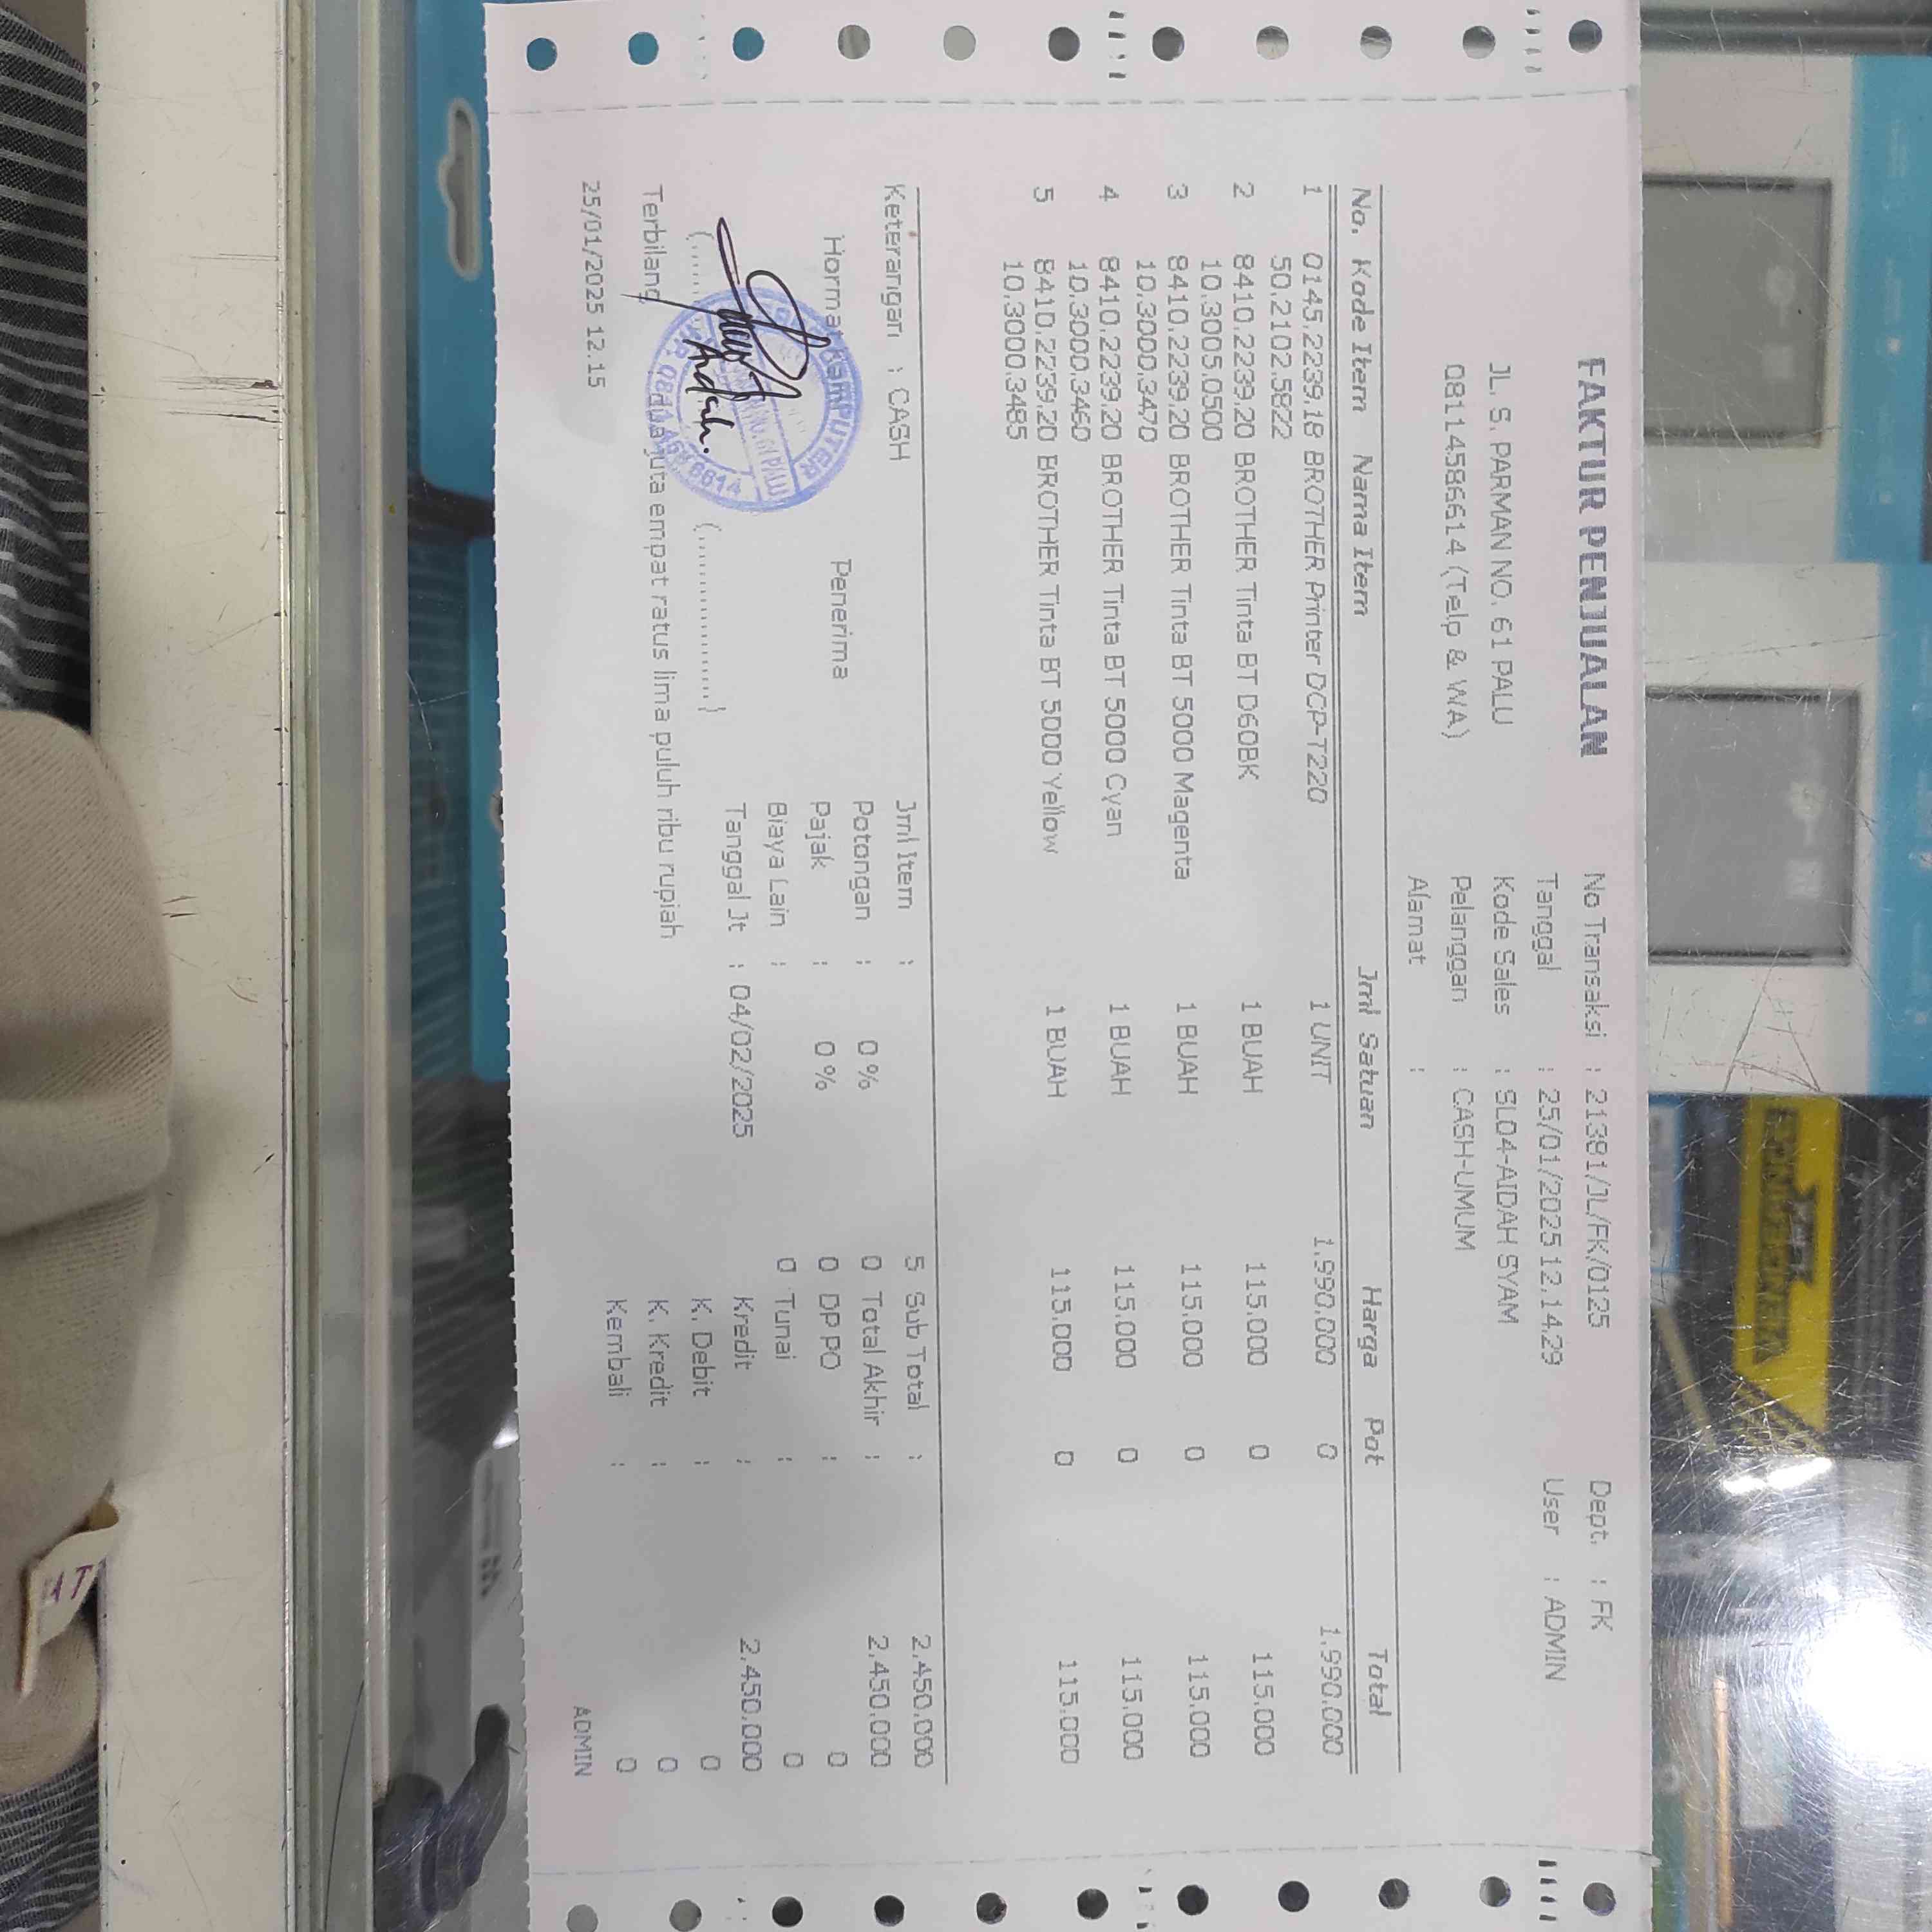 FAKTUR PENJUALAN
No Transaksi : 21381/JL/FK/0125 Dept. : FK
Tanggal : 25/01/2025 12.14.29 User : ADMIN
JL. S. PARMAN NO. 61 PALU Kode Sales : SL04-AIDAH SYAM
08114586614 (Telp & WA) Pelanggan : CASH-UMUM
Alamat :
No. Kode Item Nama Item Jml Satuan Harga Pot Total
1 0145.2239.18 BROTHER Printer DCP-T220 1 UNIT 1.990.000 0 1.990.000
50.2102.5822
2 8410.2239.20 BROTHER Tinta BT D60BK 1 BUAH 115.000 0 115.000
10.3005.0500
3 8410.2239.20 BROTHER Tinta BT 5000 Magenta 1 BUAH 115.000 0 115.000
10.3000.3470
4 8410.2239.20 BROTHER Tinta BT 5000 Cyan 1 BUAH 115.000 0 115.000
10.3000.3460
5 8410.2239.20 BROTHER Tinta BT 5000 Yellow 1 BUAH 115.000 0 115.000
10.3000.3485
Keterangan : CASH Jml Item : 5 Sub Total : 2.450.000
Potongan : 0 % 0 Total Akhir : 2.450.000
Hormat Penerima Pajak : 0 % 0 DP PO : 0
Biaya Lain : 0 Tunai : 0
Tanggal Jt : 04/02/2025 Kredit : 2.450.000
(............) K. Debit : 0
Terbilang juta empat ratus lima puluh ribu rupiah K. Kredit : 0
Kembali : 0
25/01/2025 12.15 ADMIN
Aidah.